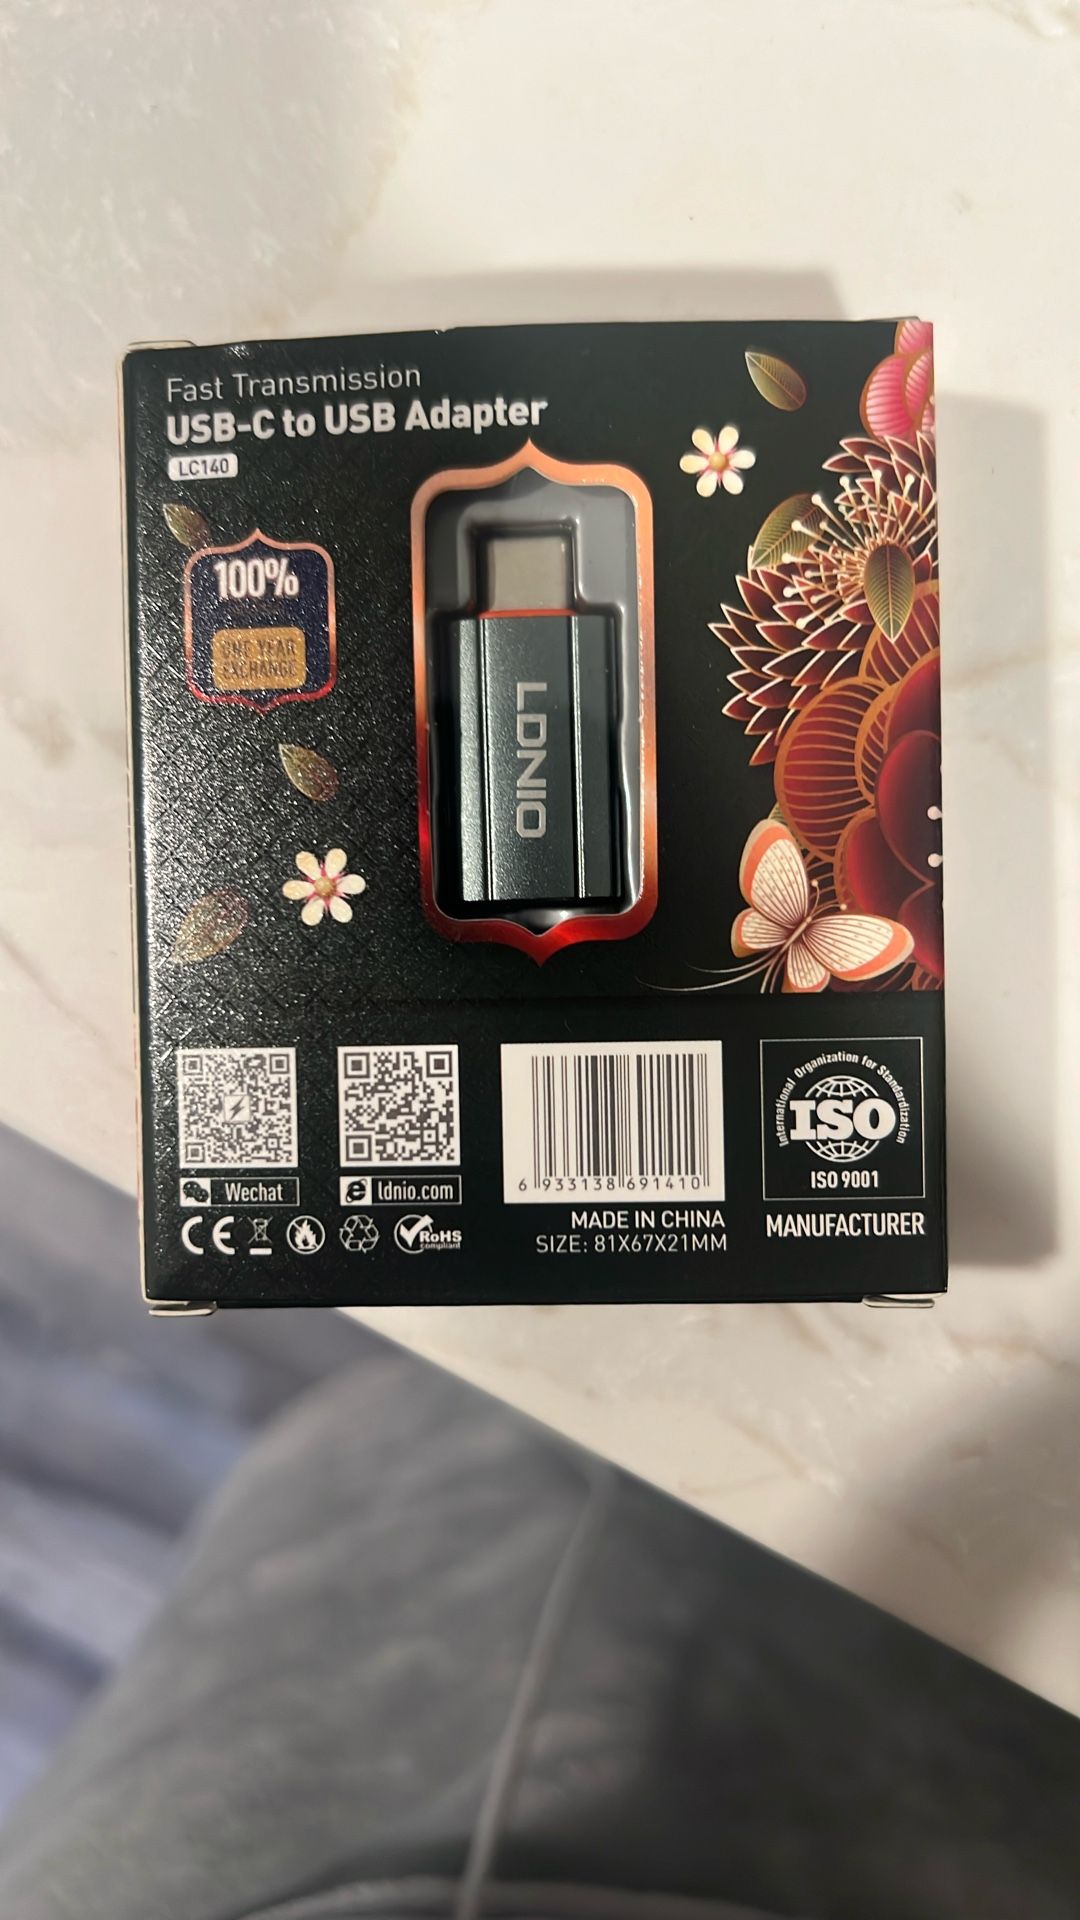 Fast Transmission
USB-C to USB Adapter
LC140
100%
ONE YEAR
EXCHANGE
LDNIO
Wechat
ldnio.com
CE
RoHS
compliant
6 933138 691410
MADE IN CHINA
SIZE: 81X67X21MM
International Organization for Standardization
ISO
ISO 9001
MANUFACTURER